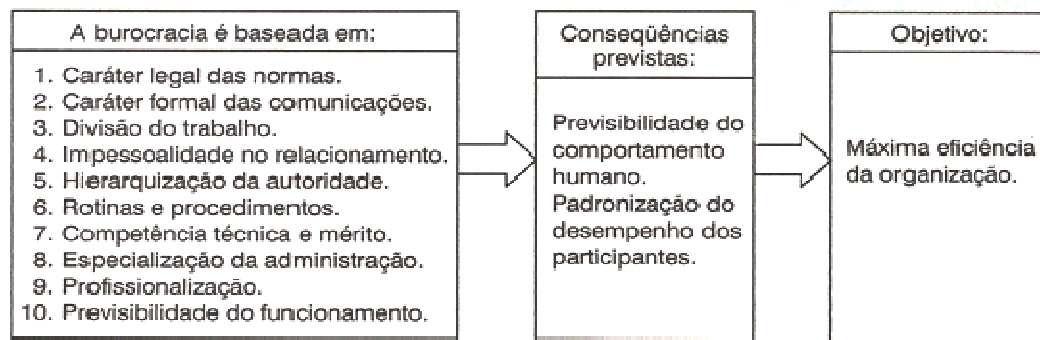 A burocracia é baseada em:
1. Caráter legal das normas.
2. Caráter formal das comunicações.
3. Divisão do trabalho.
4. Impessoalidade no relacionamento.
5. Hierarquização da autoridade.
6. Rotinas e procedimentos.
7. Competência técnica e mérito.
8. Especialização da administração.
9. Profissionalização.
10. Previsibilidade do funcionamento.
Conseqüências
previstas:
Previsibilidade do
comportamento
humano.
Padronização do
desempenho dos
participantes.
Objetivo:
Máxima eficiência
da organização.